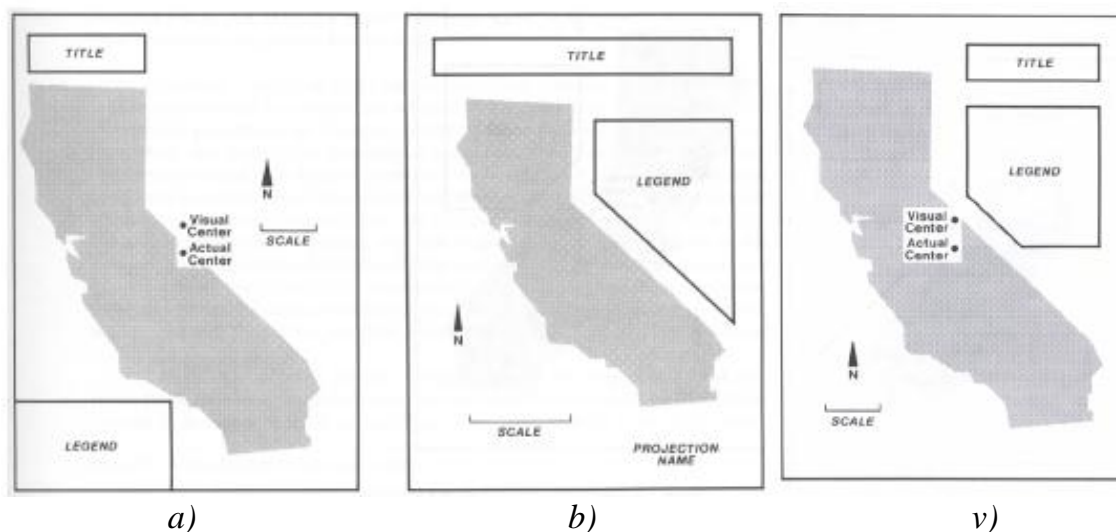 TITLE
N
SCALE
Visual
Center
Actual
Center
LEGEND
a)
TITLE
LEGEND
N
SCALE
PROJECTION
NAME
b)
TITLE
LEGEND
Visual
Center
Actual
Center
N
SCALE
v)